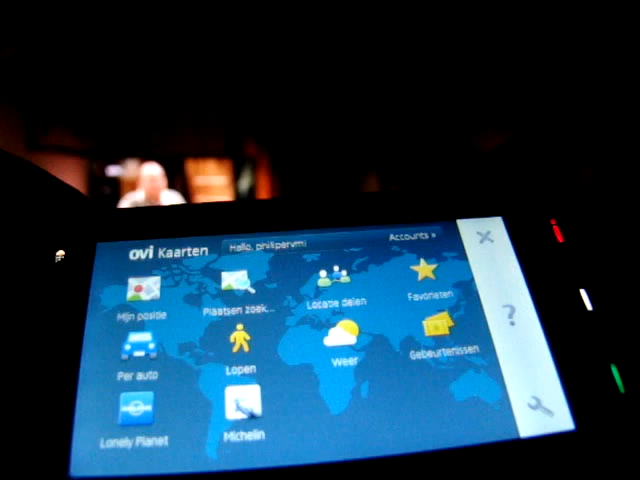 ovi Kaarten
Hallo, philipervm!
Accounts »
Mijn positie
Plaatsen zoek...
Locatie delen
Favorieten
Per auto
Lopen
Weer
Gebeurtenissen
Lonely Planet
Michelin
?